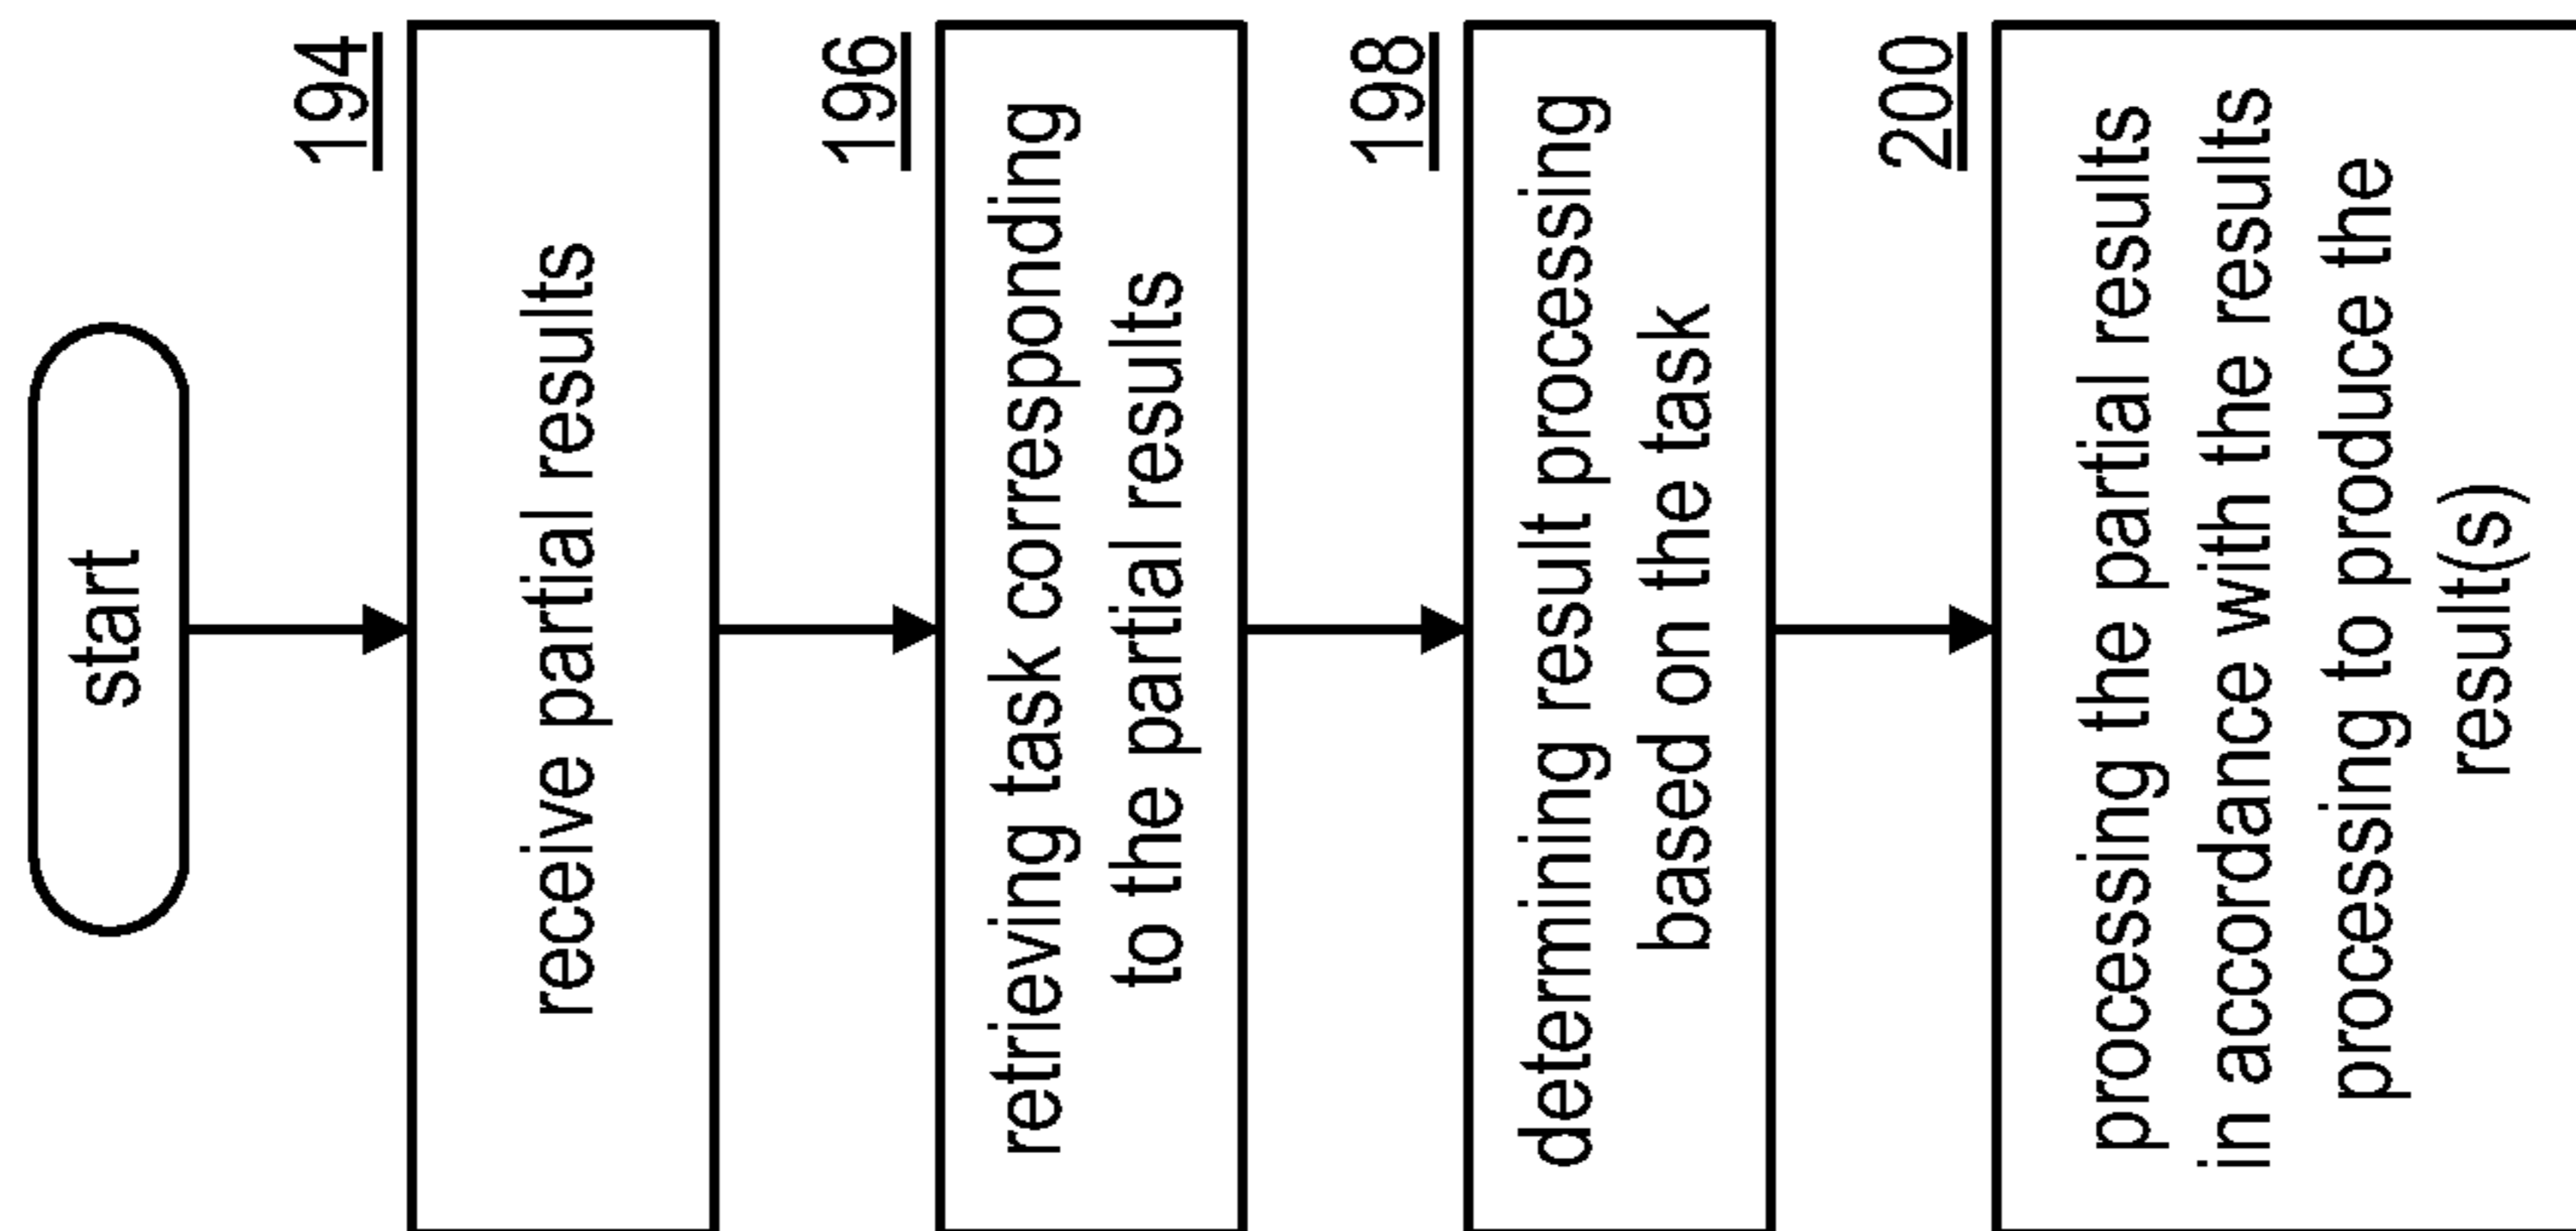 start
194
receive partial results
196
retrieving task corresponding
to the partial results
198
determining result processing
based on the task
200
processing the partial results
in accordance with the results
processing to produce the
result(s)